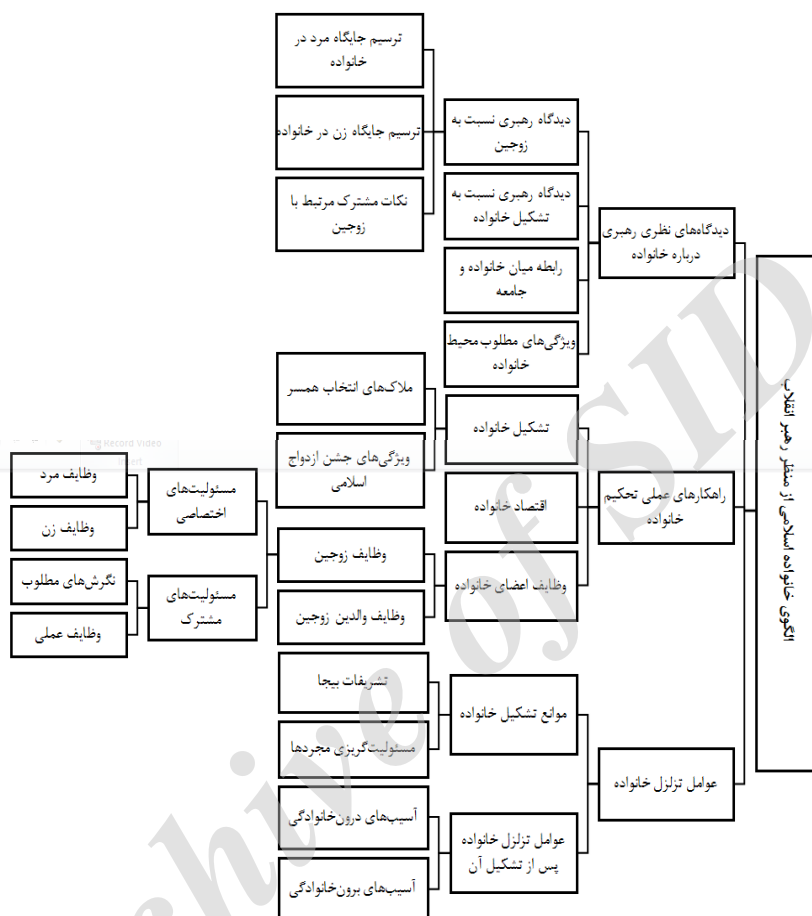 الگوی خانواده اسلامی از منظر رهبر انقلاب
دیدگاه‌های نظری رهبری
درباره خانواده
دیدگاه رهبری نسبت به
زوجین
ترسیم جایگاه مرد در
خانواده
ترسیم جایگاه زن در خانواده
نکات مشترک مرتبط با
زوجین
دیدگاه رهبری نسبت به
تشکیل خانواده
رابطه میان خانواده و
جامعه
ویژگی‌های مطلوب محیط
خانواده
راهکارهای عملی تحکیم
خانواده
تشکیل خانواده
ملاک‌های انتخاب همسر
ویژگی‌های جشن ازدواج
اسلامی
اقتصاد خانواده
وظایف اعضای خانواده
وظایف زوجین
مسئولیت‌های
اختصاصی
وظایف مرد
وظایف زن
مسئولیت‌های
مشترک
نگرش‌های مطلوب
وظایف عملی
وظایف والدین زوجین
عوامل تزلزل خانواده
موانع تشکیل خانواده
تشریفات بیجا
مسئولیت‌گریزی مجردها
عوامل تزلزل خانواده
پس از تشکیل آن
آسیب‌های درون‌خانوادگی
آسیب‌های برون‌خانوادگی
Record Video
Insert
chive of SID